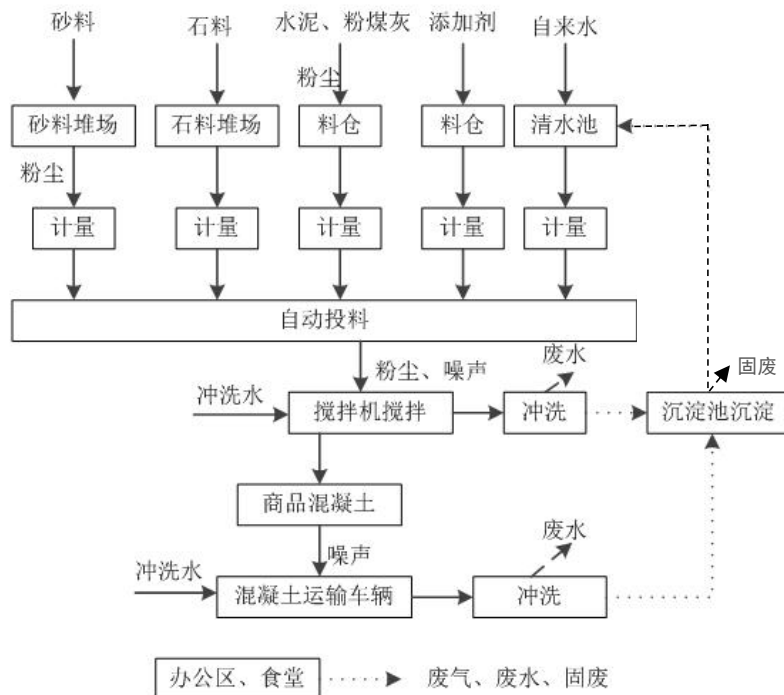 砂料
石料
水泥、粉煤灰
添加剂
自来水
粉尘
砂料堆场
石料堆场
料仓
料仓
清水池
粉尘
计量
计量
计量
计量
计量
自动投料
粉尘、噪声
废水
固废
冲洗水
搅拌机搅拌
冲洗
沉淀池沉淀
商品混凝土
噪声
废水
冲洗水
混凝土运输车辆
冲洗
办公区、食堂
废气、废水、固废